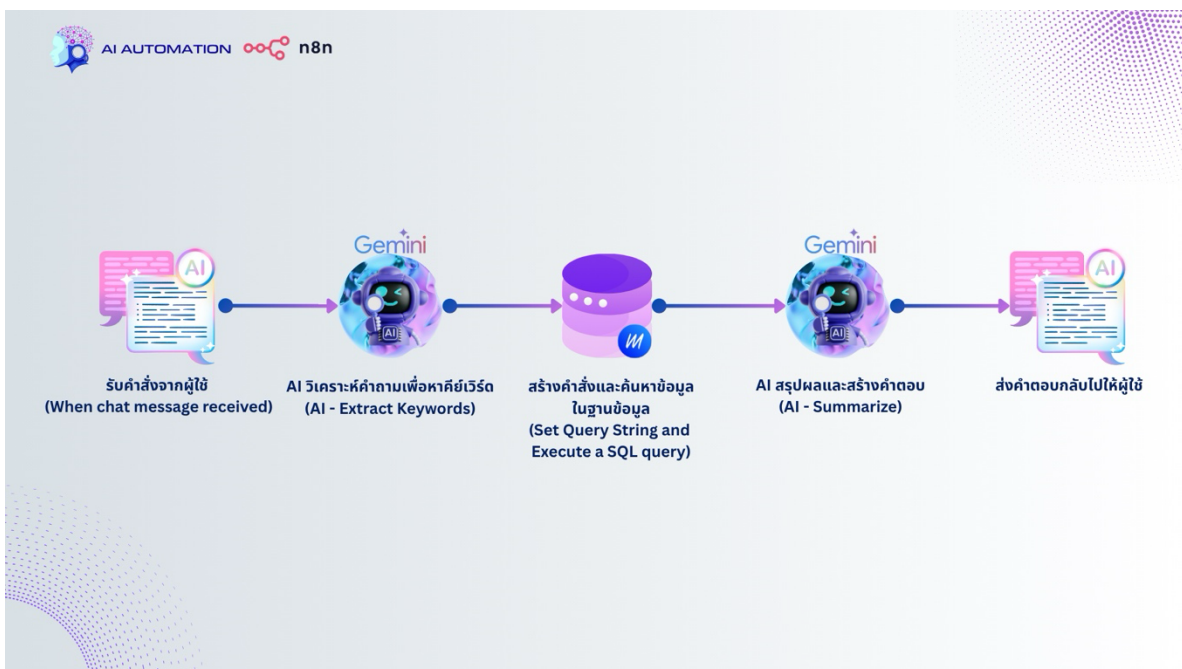 AI AUTOMATION n8n
Gemini
Gemini
AI
AI
AI
AI
รับคำสั่งจากผู้ใช้
(When chat message received)
AI วิเคราะห์คำถามเพื่อหาคีย์เวิร์ด
(AI - Extract Keywords)
สร้างคำสั่งและค้นหาข้อมูล
ในฐานข้อมูล
(Set Query String and
Execute a SQL query)
AI สรุปผลและสร้างคำตอบ
(AI - Summarize)
ส่งคำตอบกลับไปให้ผู้ใช้